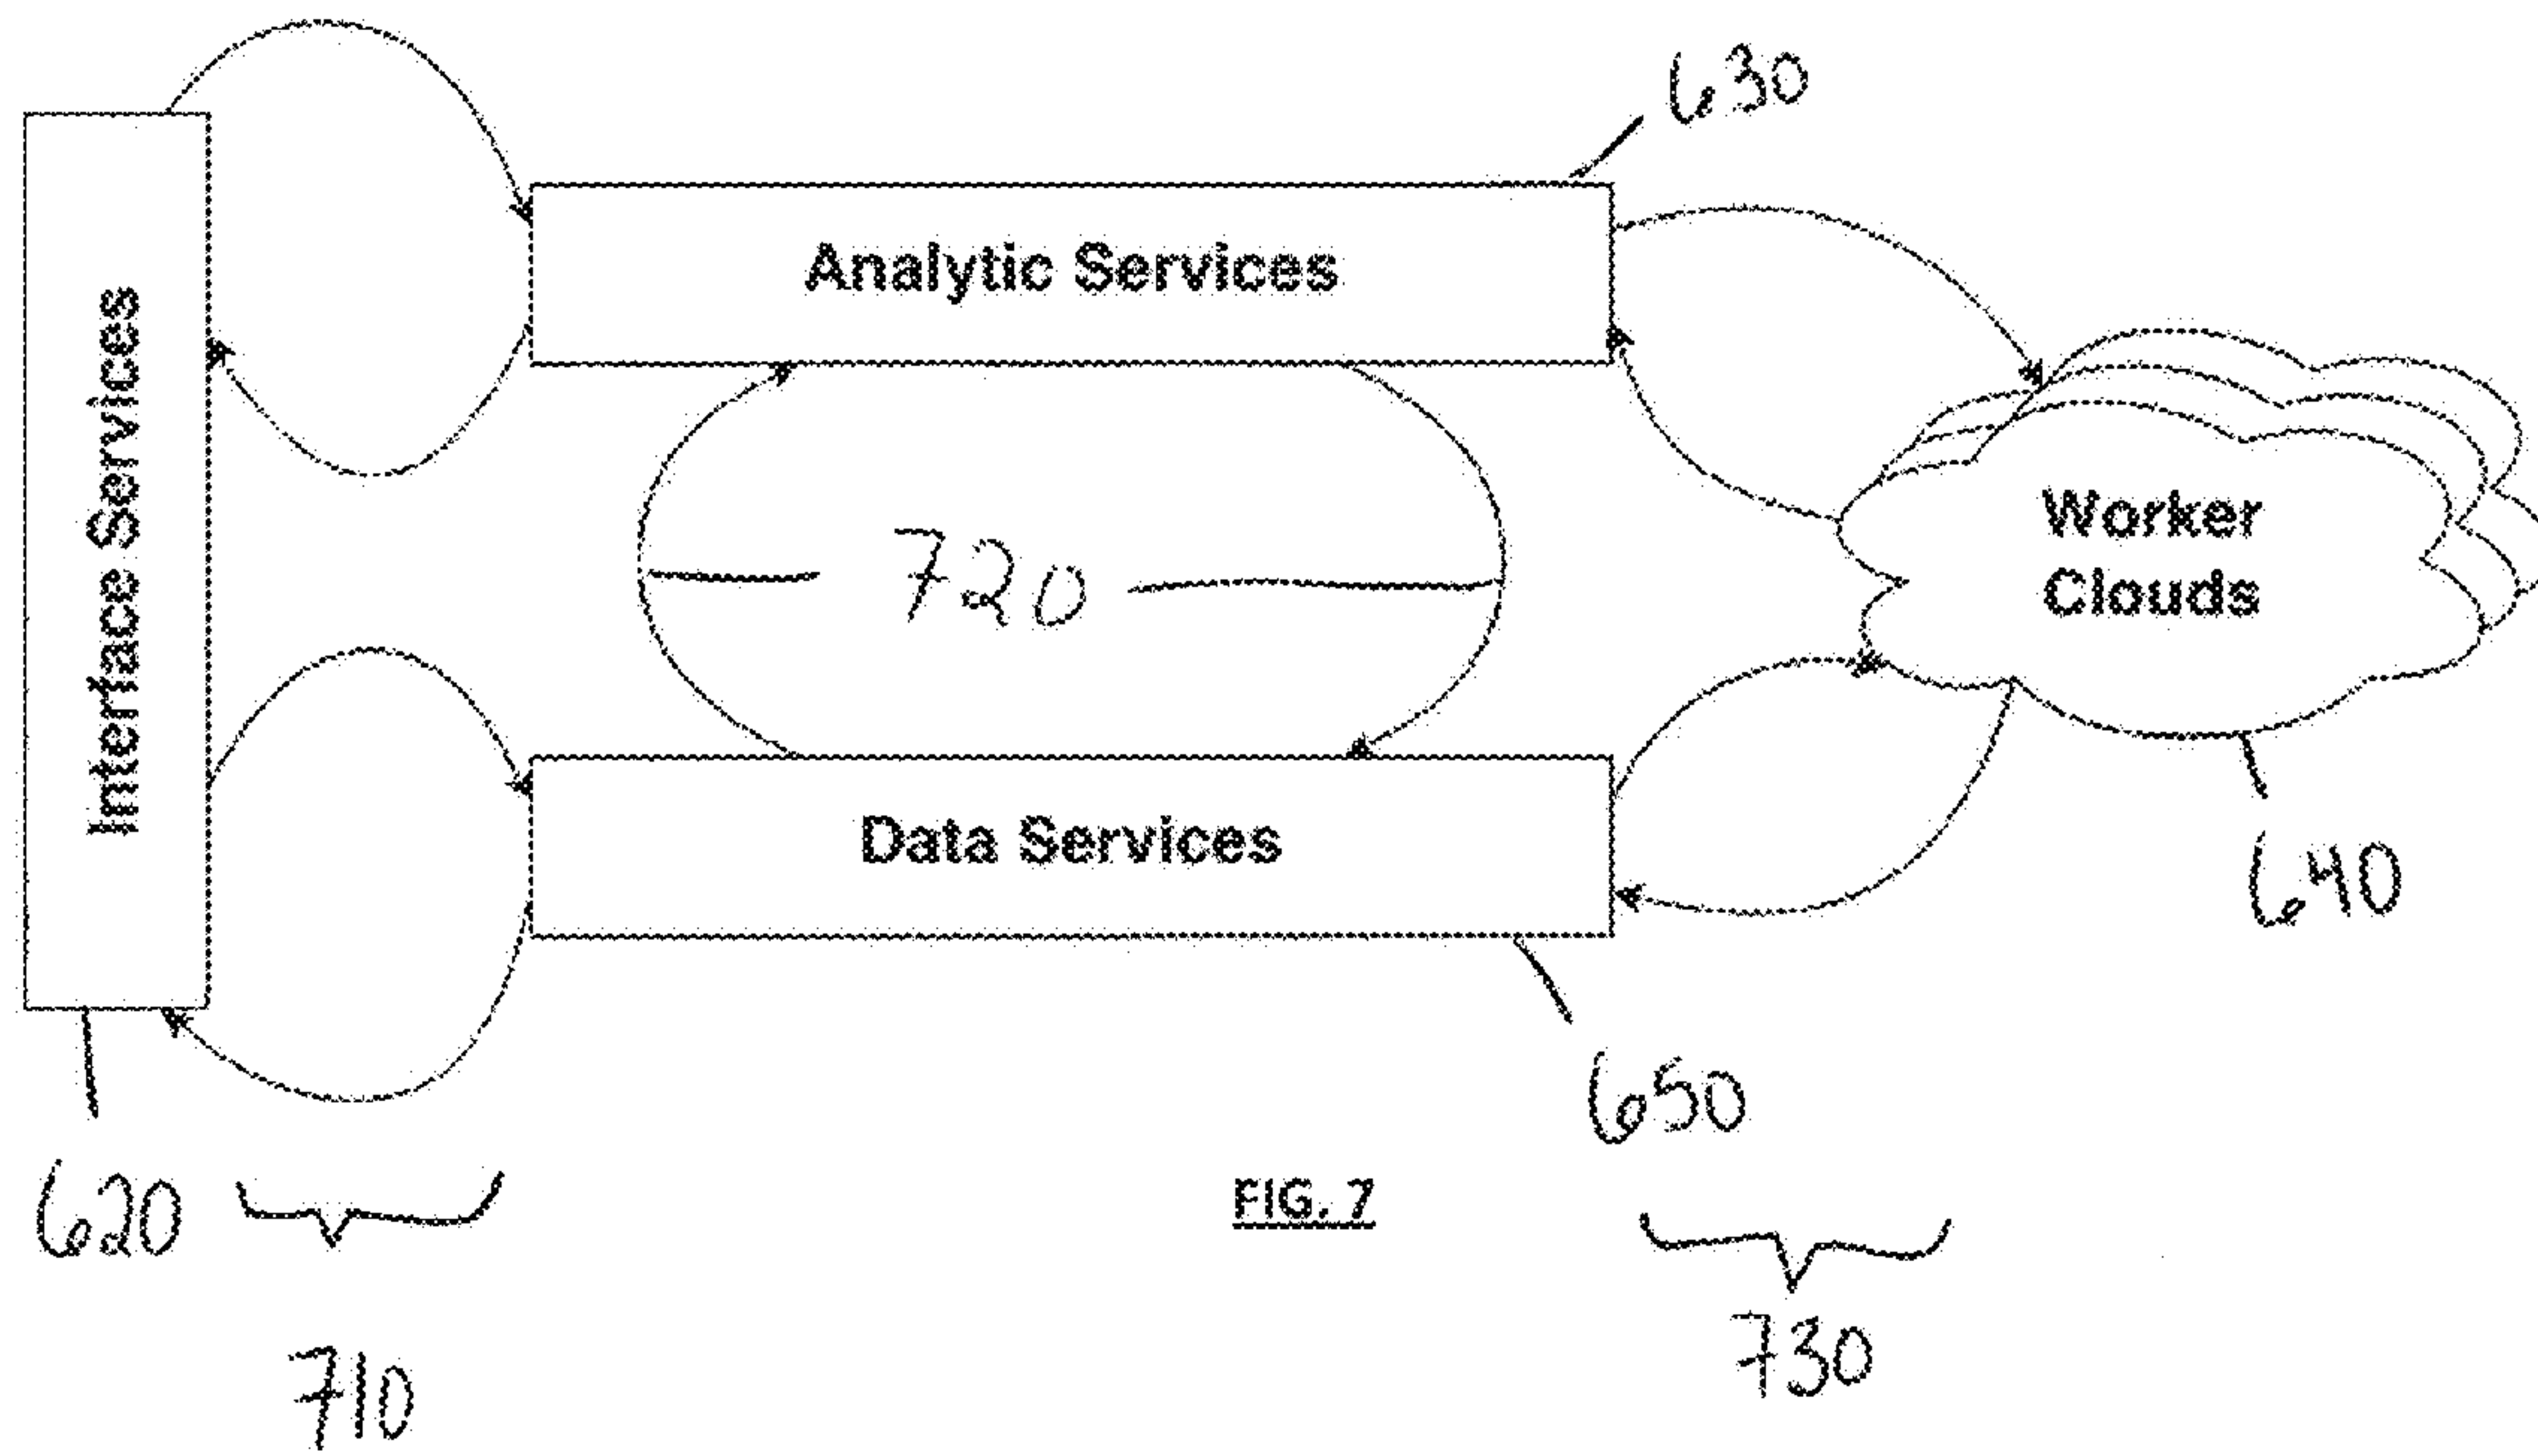 630
Analytic Services
Interface Services
Worker
Clouds
720
Data Services
640
650
620
FIG. 7
710
730